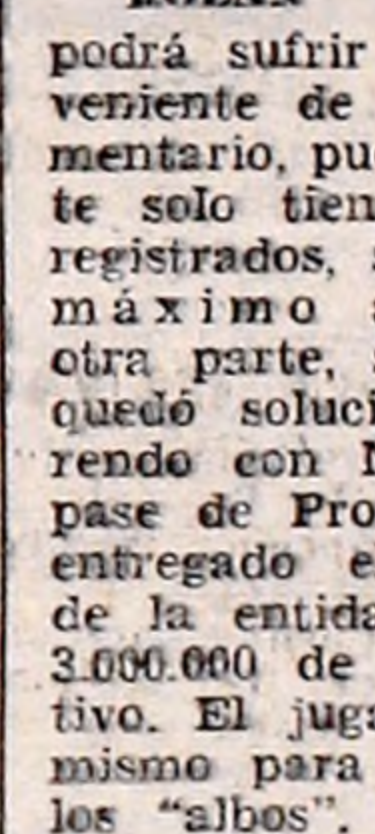 podrá sufrir
veniente de
mentario, pu
te solo tien
registrados,
máximo
otra parte,
quedó soluci
rendo con
pase de Pro
entregado e
de la entida
3.000.000 de
tivo. El juga
mismo para
los “albos”.